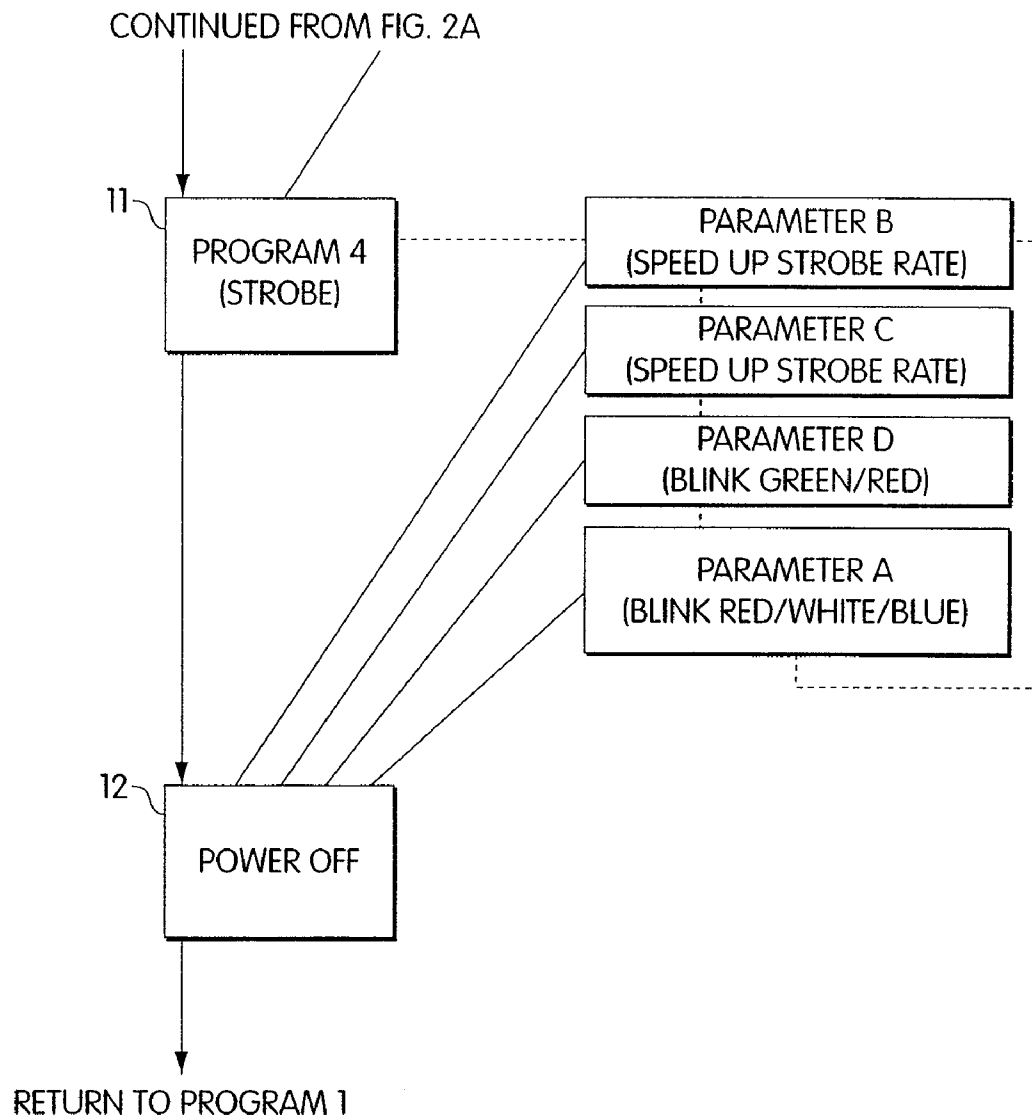 CONTINUED FROM FIG. 2A
11
PROGRAM 4
(STROBE)
PARAMETER B
(SPEED UP STROBE RATE)
PARAMETER C
(SPEED UP STROBE RATE)
PARAMETER D
(BLINK GREEN/RED)
PARAMETER A
(BLINK RED/WHITE/BLUE)
12
POWER OFF
RETURN TO PROGRAM 1